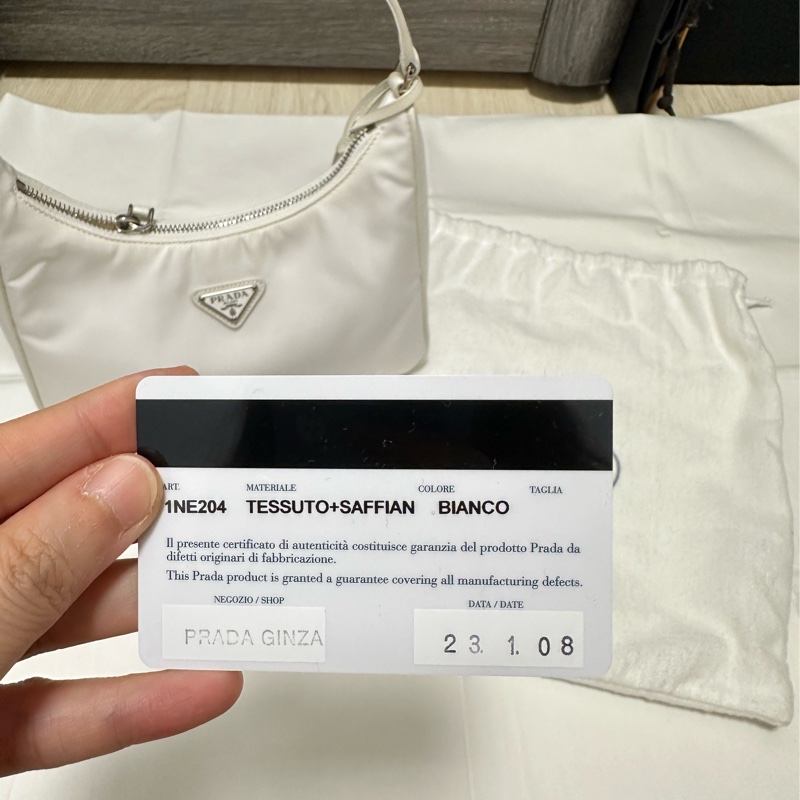 PRADA
ART. MATERIALE COLORE TAGLIA
1NE204 TESSUTO+SAFFIAN BIANCO
Il presente certificato di autenticità costituisce garanzia del prodotto Prada da
difetti originari di fabbricazione.
This Prada product is granted a guarantee covering all manufacturing defects.
NEGOZIO / SHOP DATA / DATE
PRADA GINZA 23. 1. 08